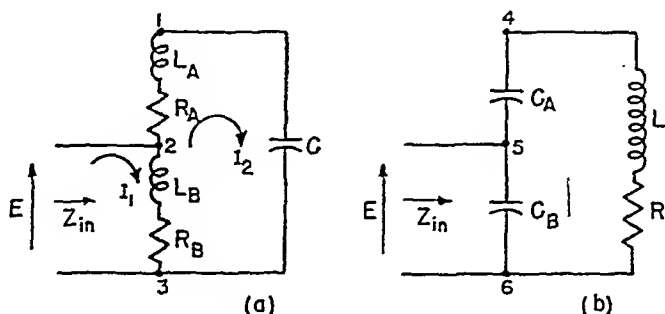 1
4
L_A
R_A
2
I_2
C
C_A
L
5
I_1
L_B
E
Z_in
R_B
E
Z_in
C_B
R
3
(a)
6
(b)